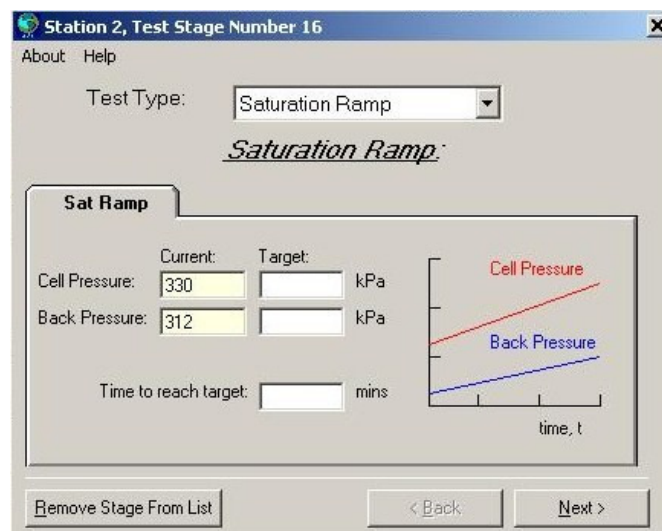 Station 2, Test Stage Number 16
About Help
Test Type: Saturation Ramp
Saturation Ramp:
Sat Ramp
Current: Target:
Cell Pressure: 330 kPa
Back Pressure: 312 kPa
Time to reach target: mins
Cell Pressure
Back Pressure
time, t
Remove Stage From List < Back Next >